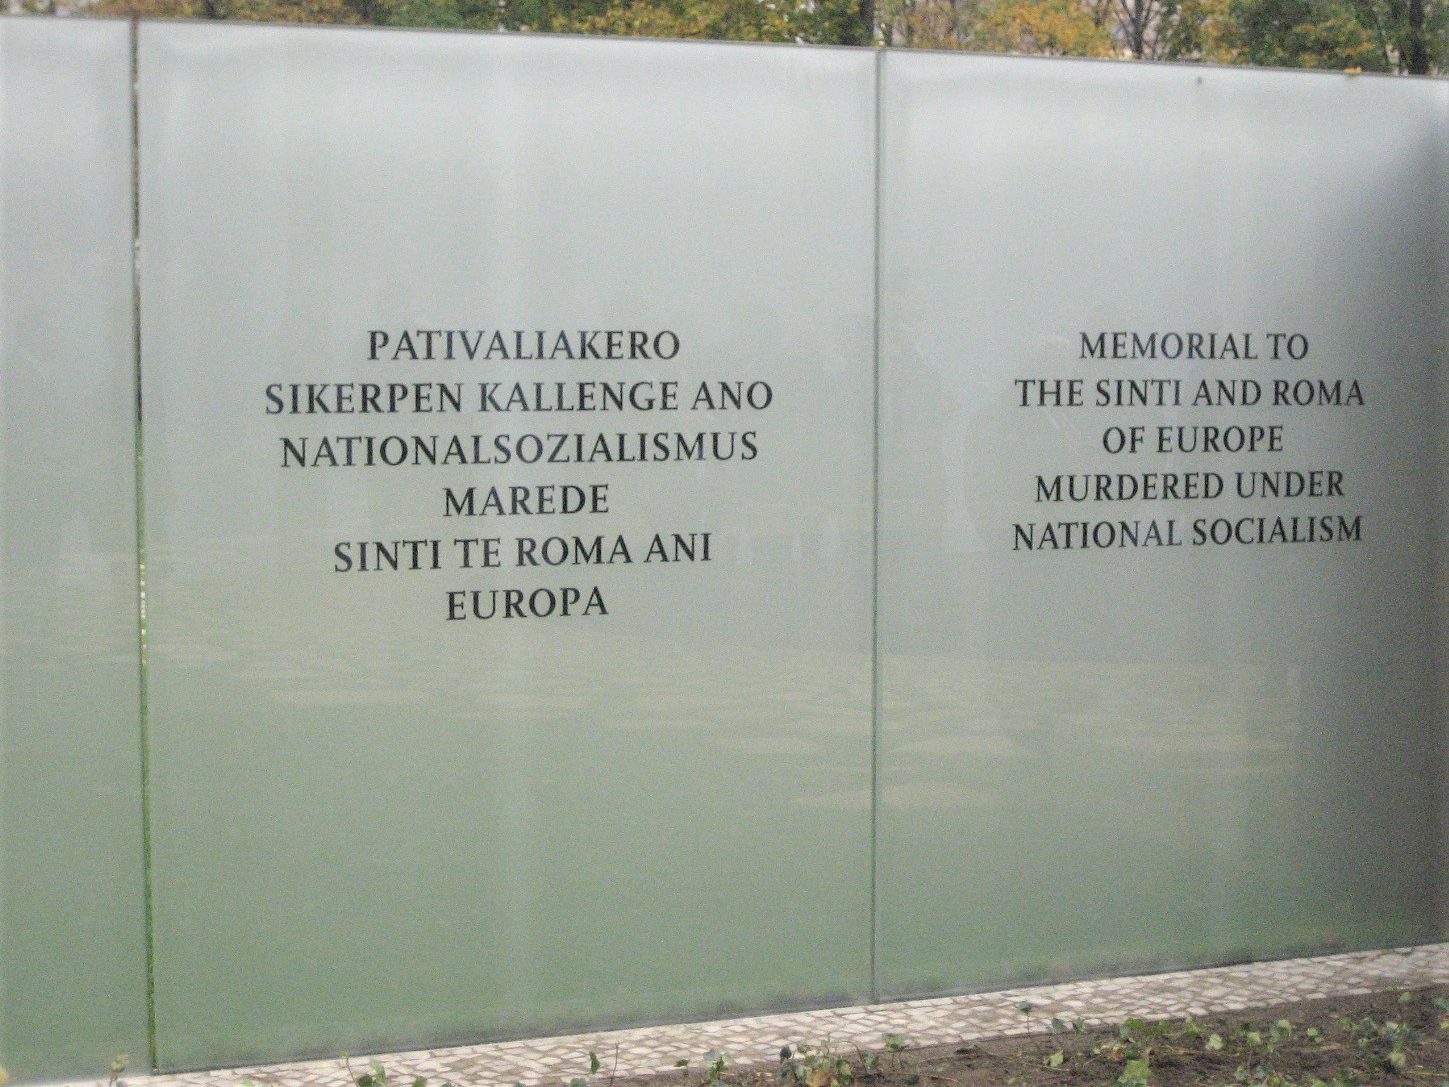 PATIVALIAKERO
SIKERPEN KALLENGE ANO
NATIONALSOZIALISMUS
MAREDE
SINTI TE ROMA ANI
EUROPA
MEMORIAL TO
THE SINTI AND ROMA
OF EUROPE
MURDERED UNDER
NATIONAL SOCIALISM